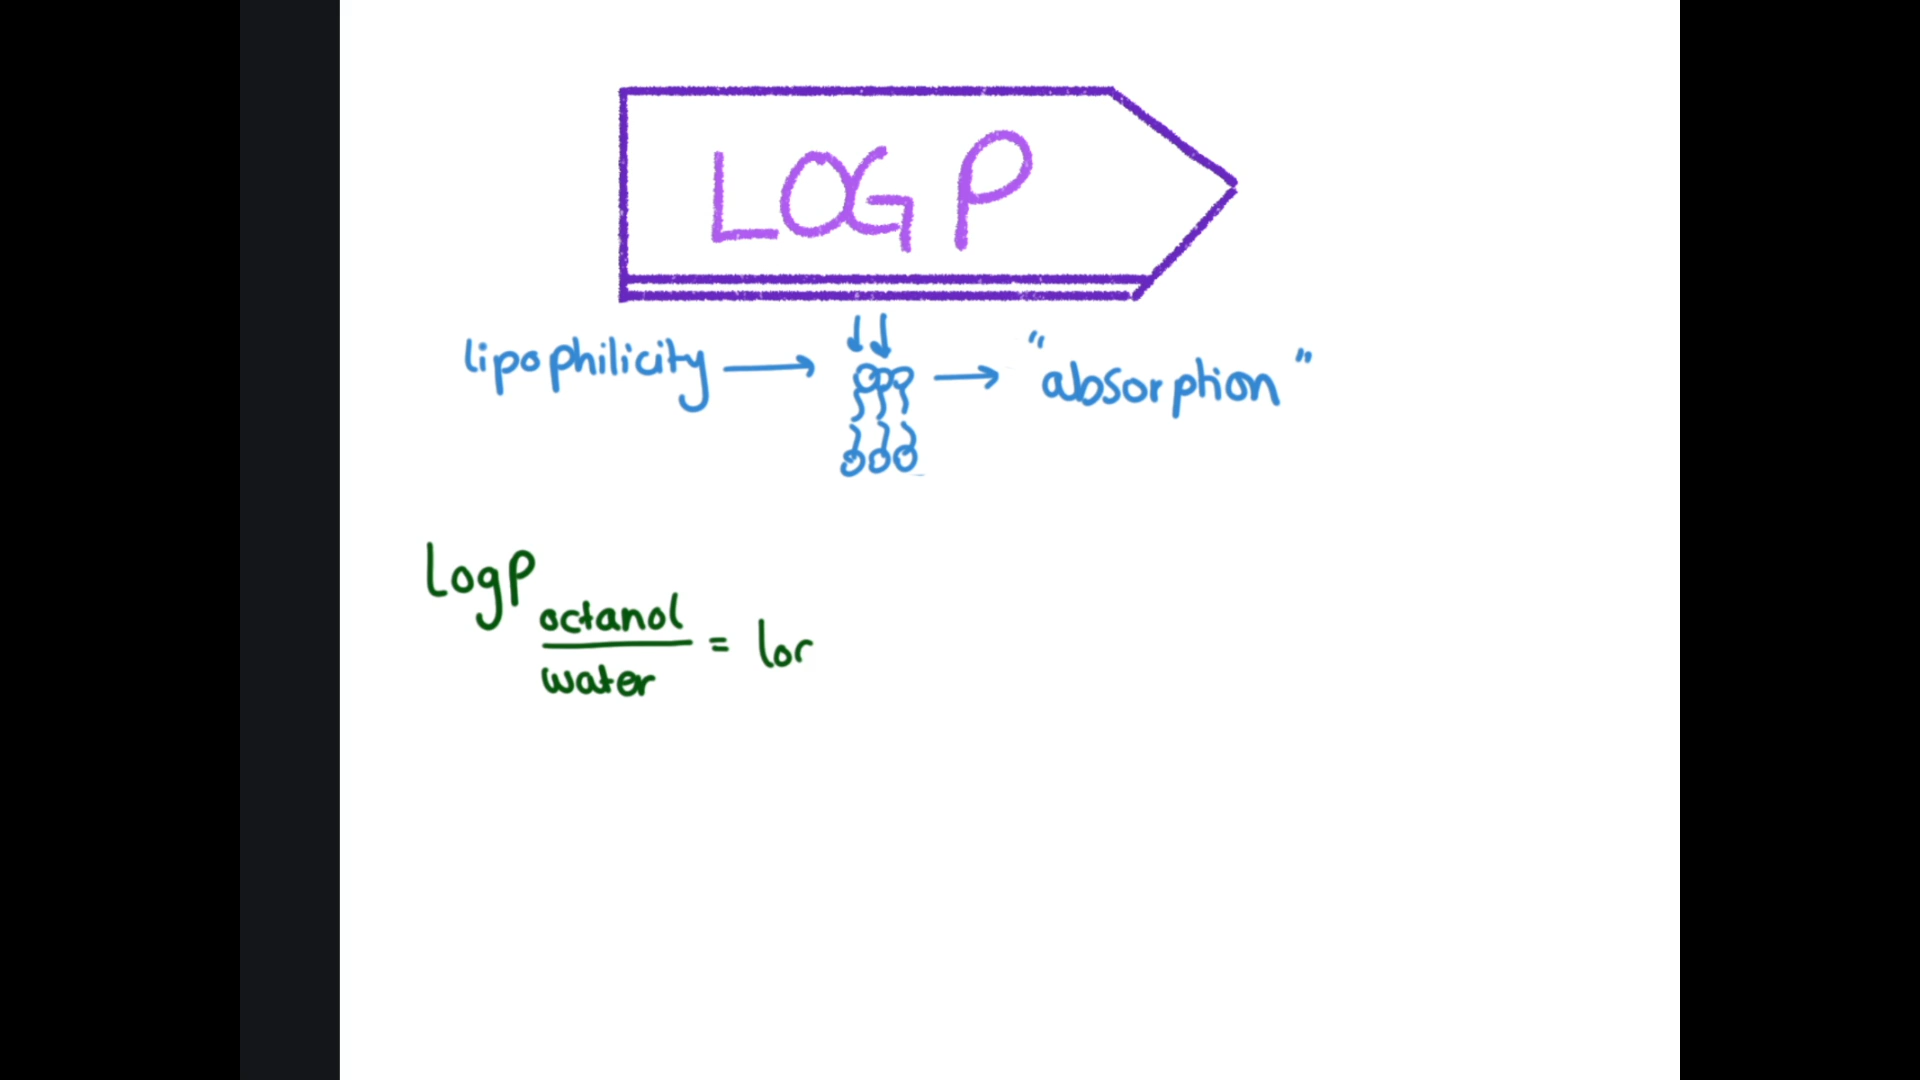 LOG P
lipophilicity → → "absorption"
logP octanol
water = lor